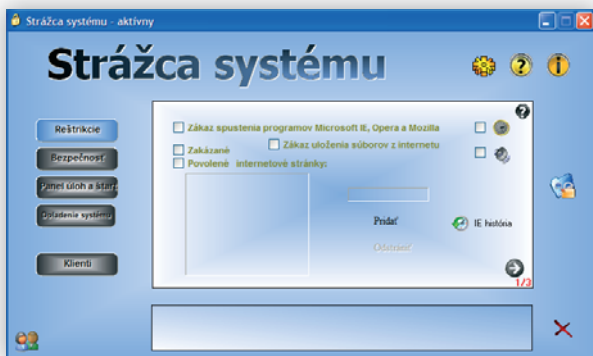 Strážca systému - aktívny
Strážca systému
Reštrikcie
Bezpečnosť
Panel úloh a štart
Doladenie systému
Klienti
Zákaz spustenia programov Microsoft IE, Opera a Mozilla
Zakázané
Zákaz uloženia súborov z internetu
Povolené internetové stránky:
Pridať
IE história
Odstrániť
1/3